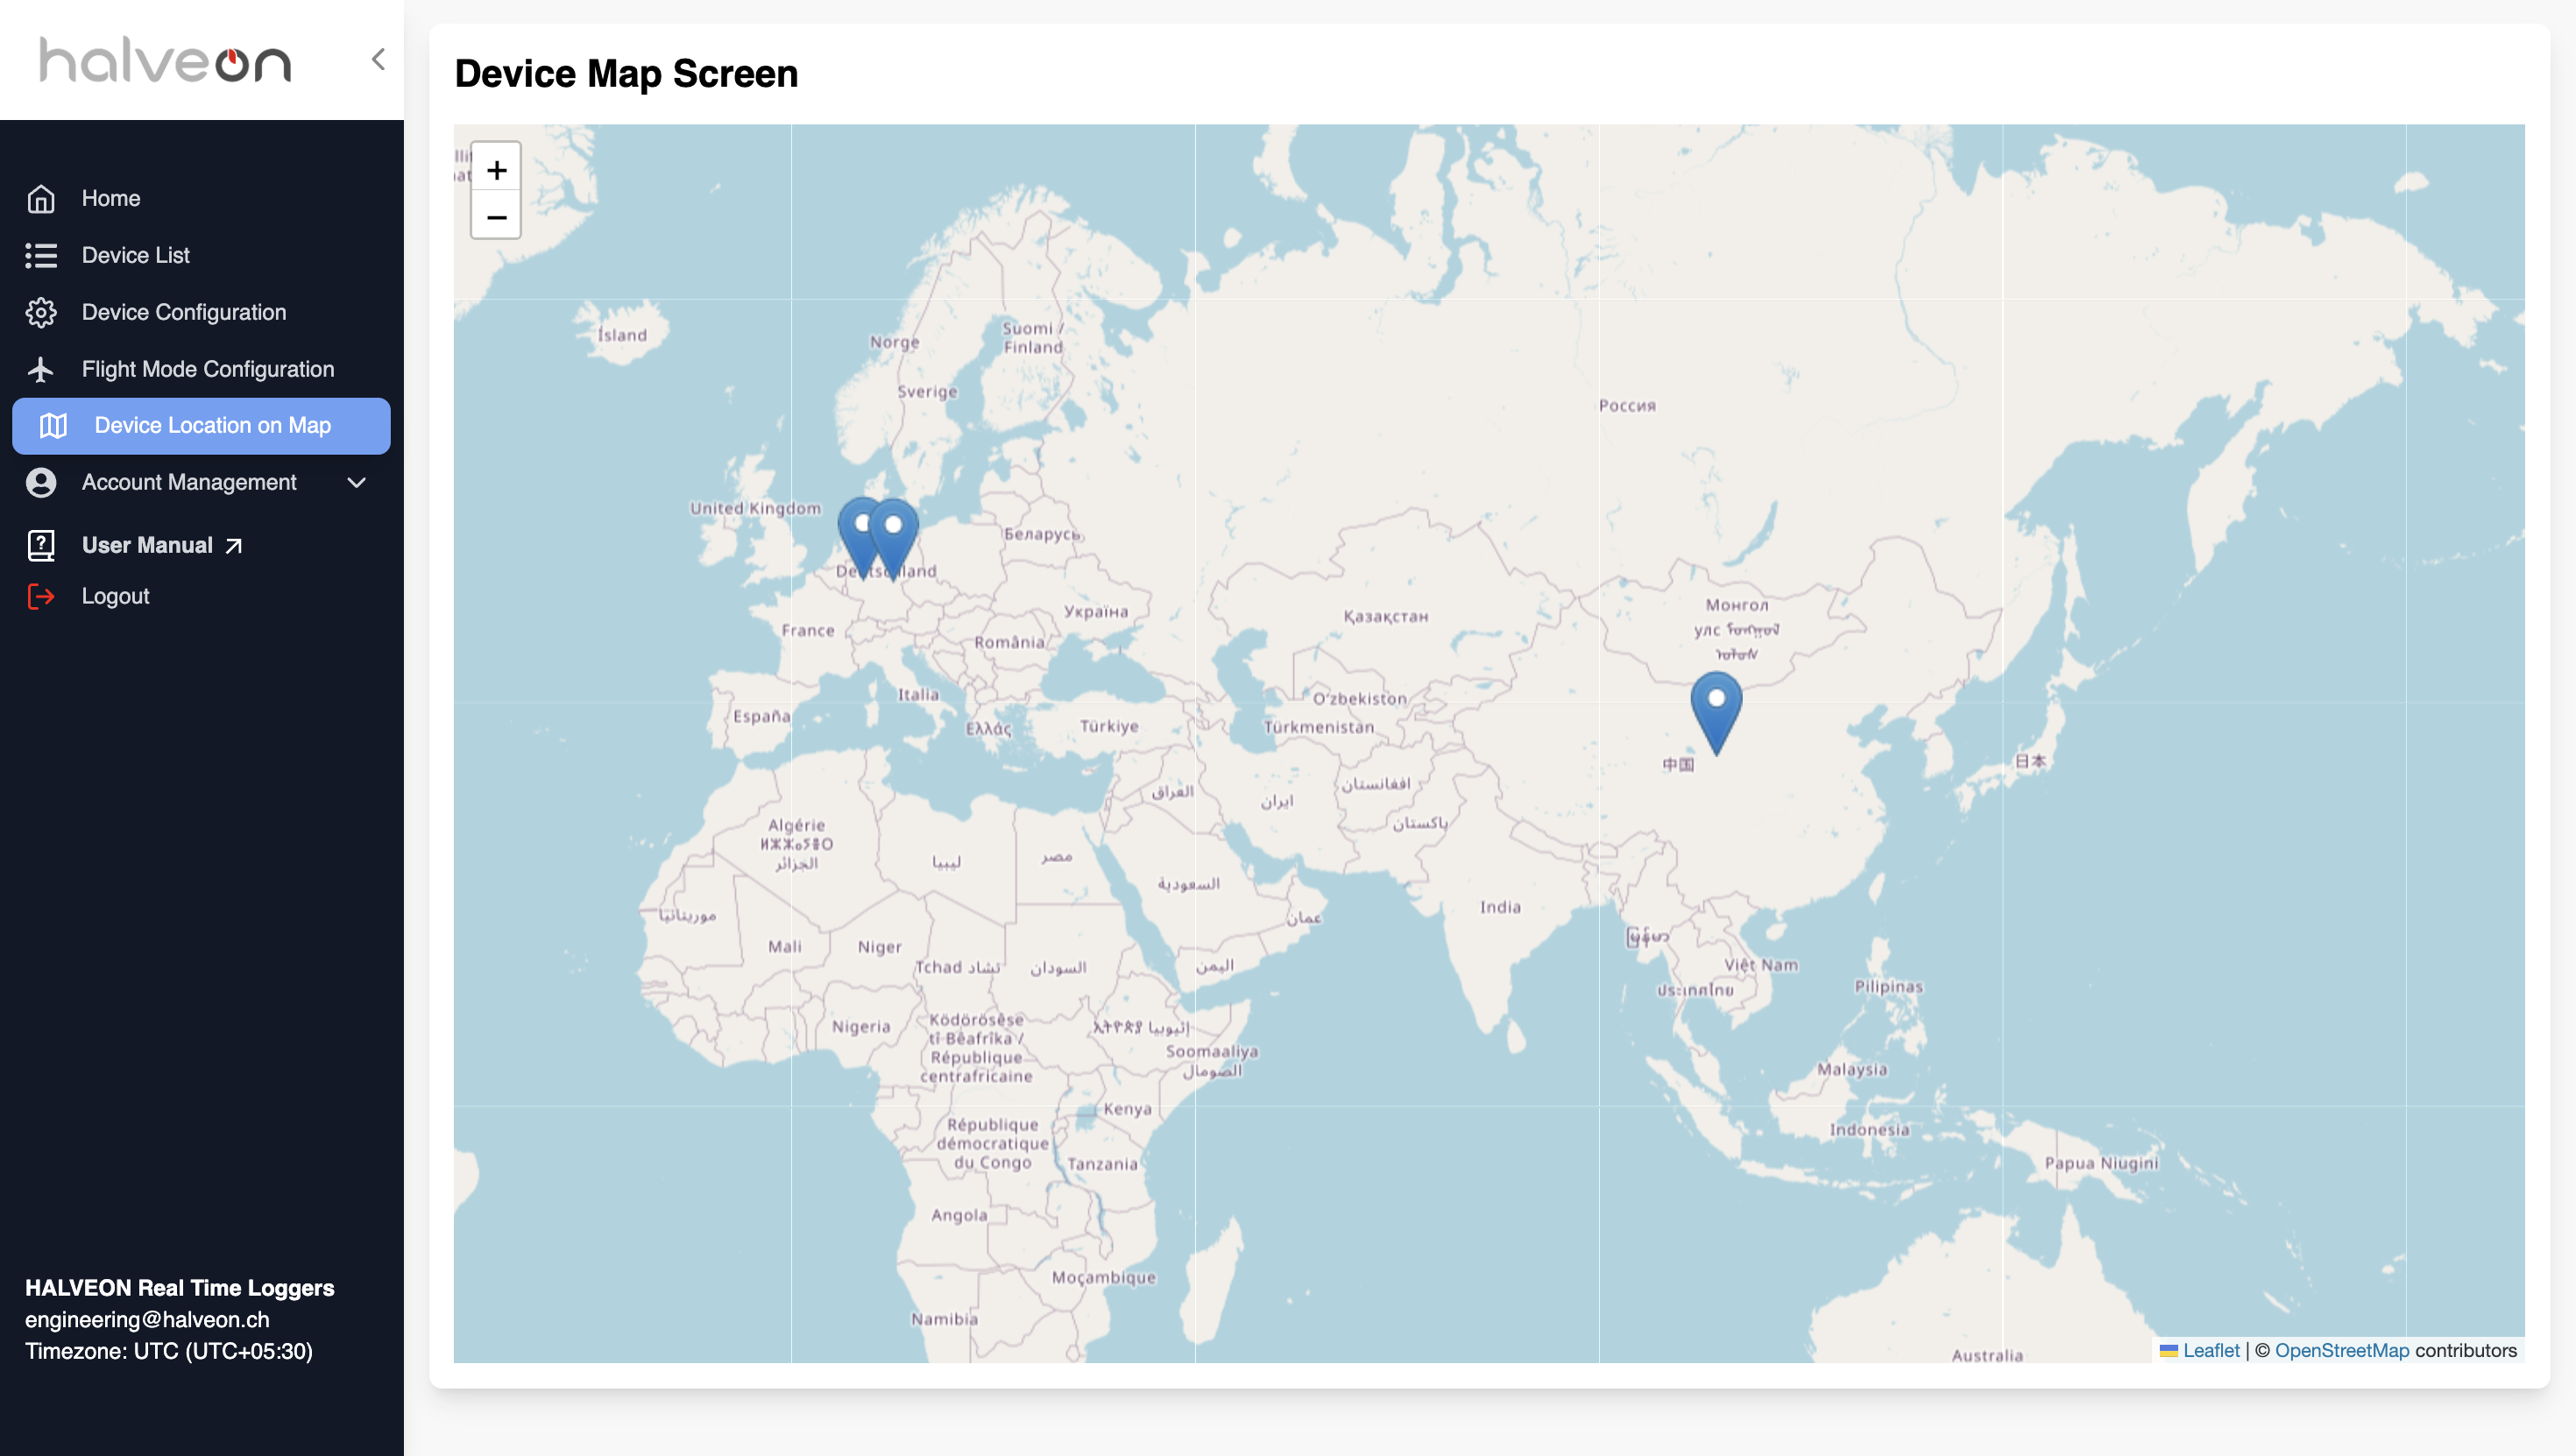 halveon
Home
Device List
Device Configuration
Flight Mode Configuration
Device Location on Map
Account Management
User Manual
Logout
HALVEON Real Time Loggers
engineering@halveon.ch
Timezone: UTC (UTC+05:30)
Device Map Screen
+
−
Ísland
Norge
Suomi /
Finland
Sverige
Россия
United Kingdom
Беларусь
Deutschland
Україна
Қазақстан
Монгол
улс
France
România
Italia
España
Ελλάς
Türkiye
Oʻzbekiston
Türkmenistan
中国
日本
العراق
ایران
افغانستان
پاکستان
Algérie
ⵍⵣⵣⴰⵢⴻⵔ
الجزائر
ليبيا
مصر
السعودية
عمان
India
موريتانيا
Mali
Niger
Tchad تشاد
السودان
اليمن
မြန်မာ
Việt Nam
ประเทศไทย
Pilipinas
Nigeria
Ködörösêse
tî Bêafrîka /
République
centrafricaine
ኢትዮጵያ إثيوبيا
Soomaaliya
الصومال
Malaysia
Kenya
République
démocratique
du Congo
Tanzania
Indonesia
Papua Niugini
Angola
Moçambique
Namibia
Australia
Leaflet | © OpenStreetMap contributors